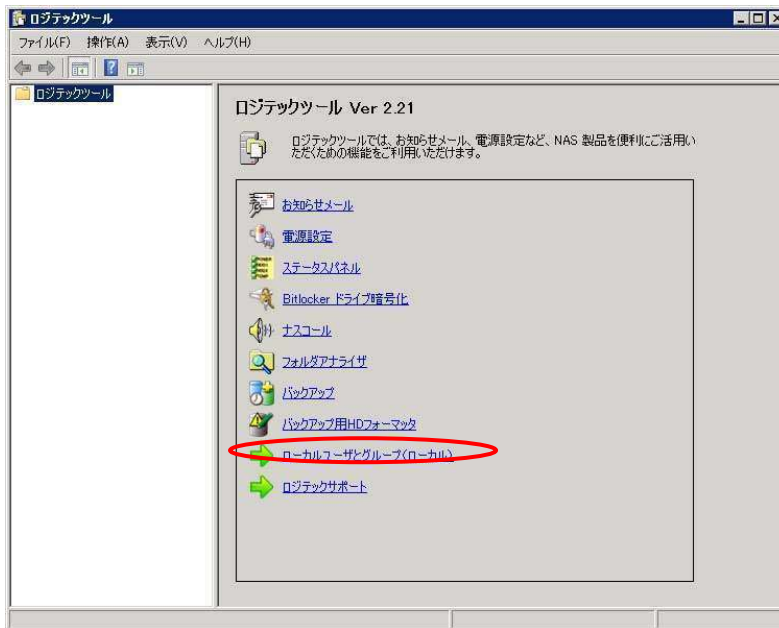 ロジテックツール
ファイル(F) 操作(A) 表示(V) ヘルプ(H)
ロジテックツール
ロジテックツール Ver 2.21
ロジテックツールでは、お知らせメール、電源設定など、NAS 製品を便利にご活用い
ただくための機能をご利用いただけます。
お知らせメール
電源設定
ステータスパネル
Bitlocker ドライブ暗号化
ナスコール
フォルダアナライザ
バックアップ
バックアップ用HDフォーマッタ
ローカルユーザとグループ(ローカル)
ロジテックサポート